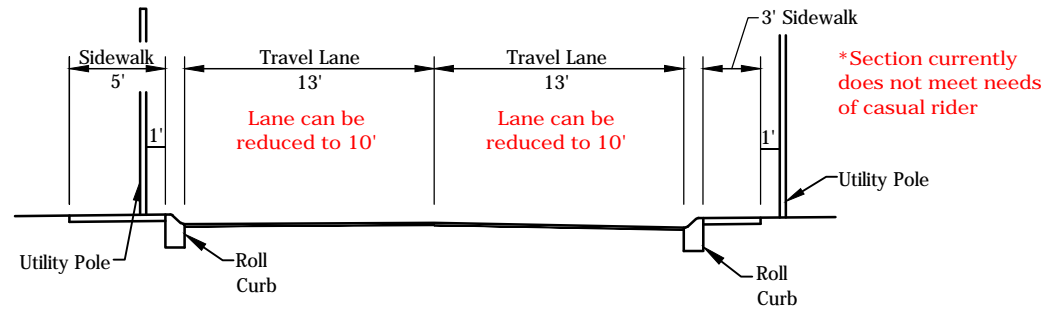 3' Sidewalk
Sidewalk
5'
Travel Lane
13'
Travel Lane
13'
*Section currently
does not meet needs
of casual rider
Lane can be
reduced to 10'
Lane can be
reduced to 10'
1'
1'
Utility Pole
Utility Pole
Roll
Curb
Roll
Curb